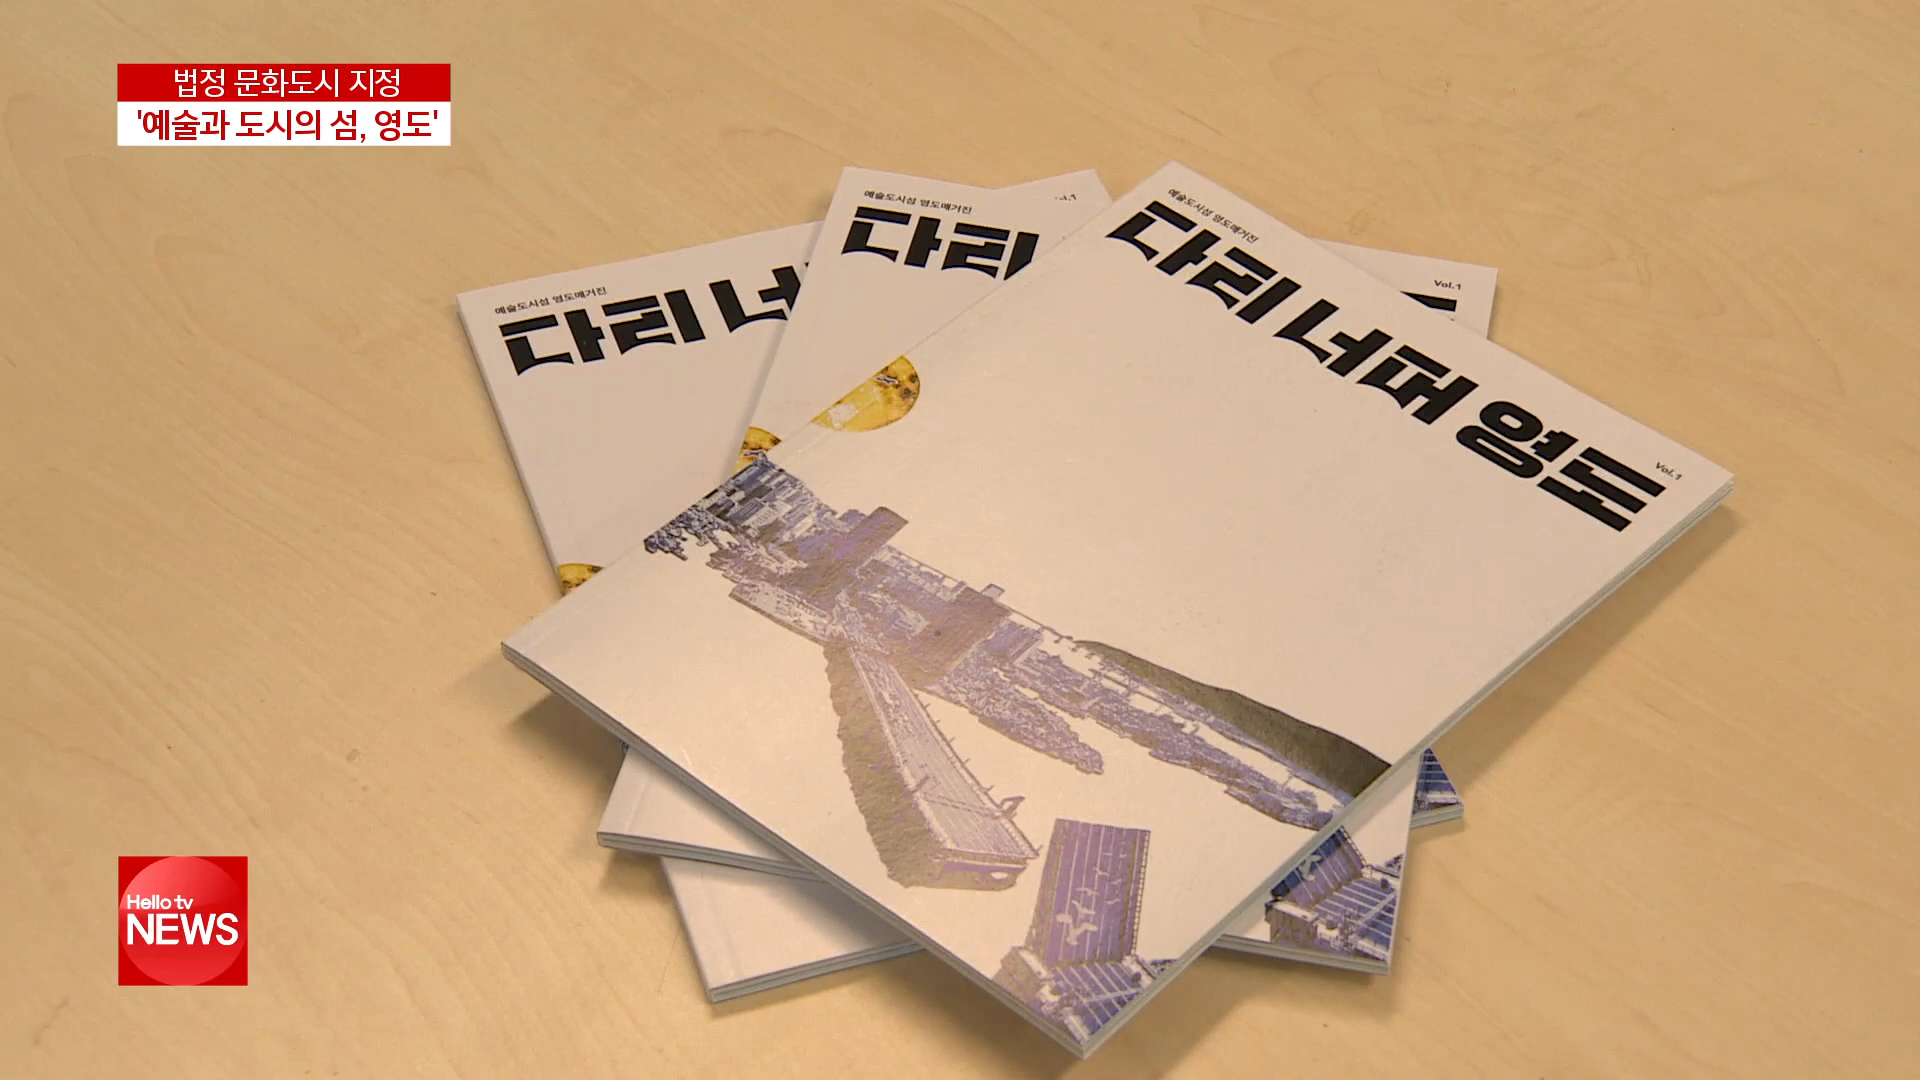 법정 문화도시 지정
'예술과 도시의 섬, 영도'
예술도시섬 영도매거진
다리 너
예술도시섬 영도매거진
Vol.1
다리
예술도시섬 영도매거진
다리 너머 영도
Vol.1
Vol.1
Hello tv
NEWS